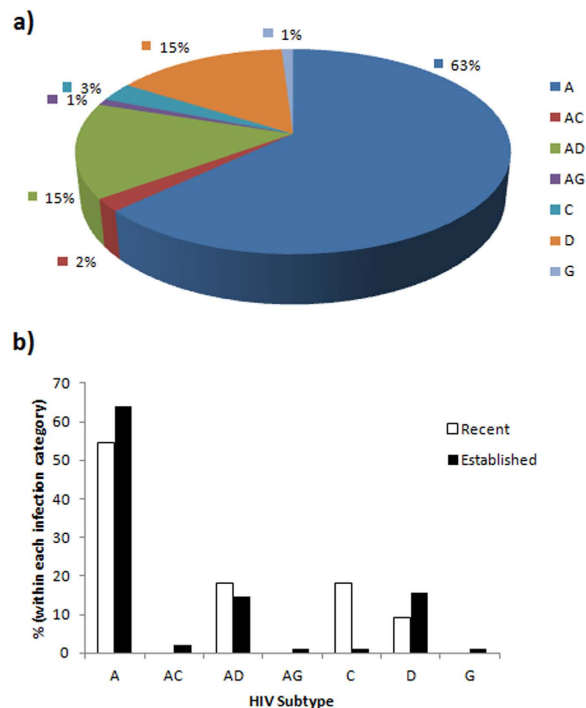 a)
15%
1%
63%
3%
1%
15%
2%
A
AC
AD
AG
C
D
G
b)
% (within each infection category)
70
60
50
40
30
20
10
0
Recent
Established
A AC AD AG C D G
HIV Subtype